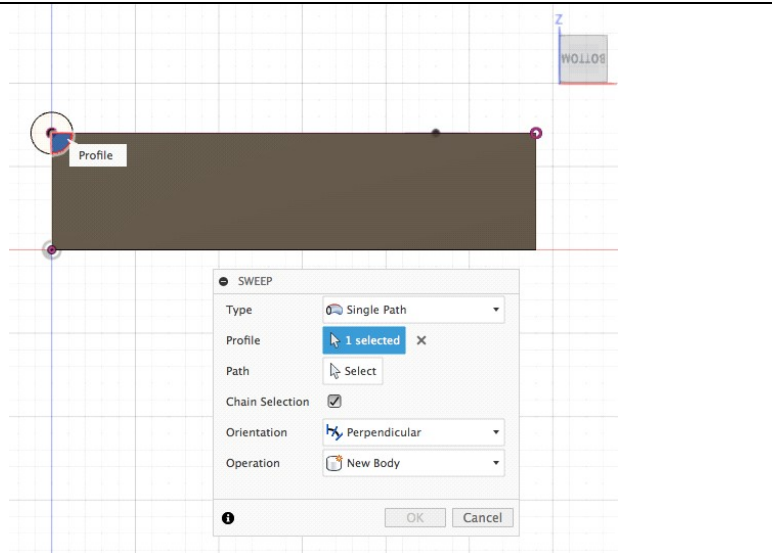 Z
BOTTOM
Profile
SWEEP
Type
Single Path
Profile
1 selected
Path
Select
Chain Selection
Orientation
Perpendicular
Operation
New Body
OK
Cancel